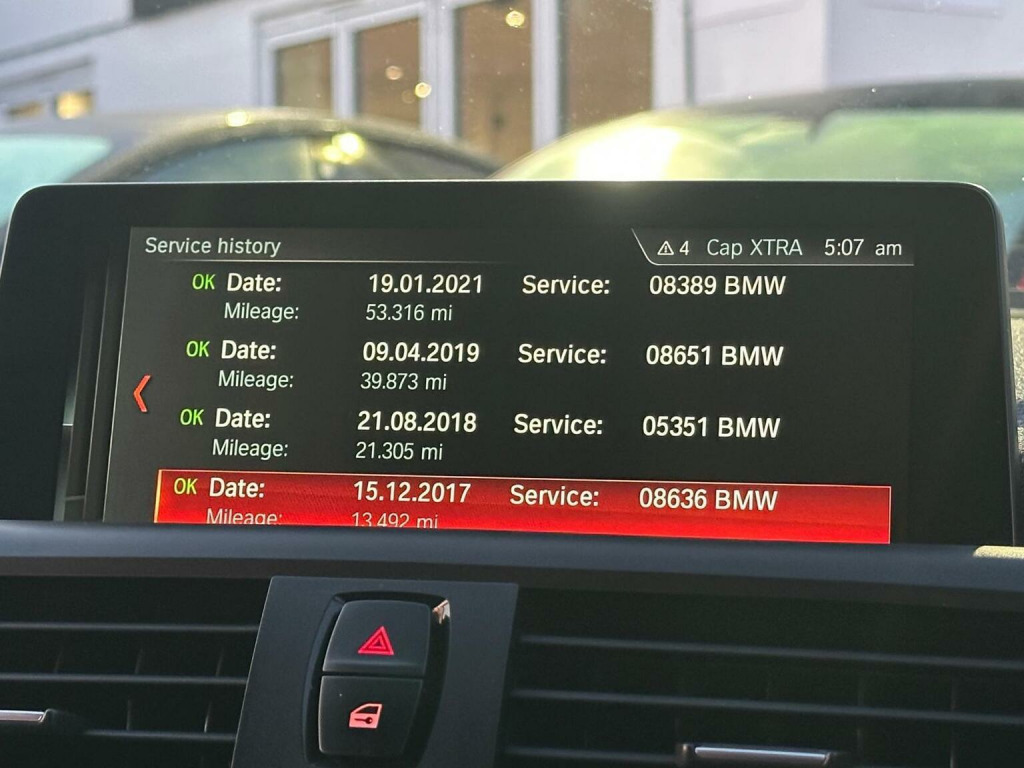 Service history ⚠ 4 Cap XTRA 5:07 am
OK Date: 19.01.2021 Service: 08389 BMW
Mileage: 53.316 mi
OK Date: 09.04.2019 Service: 08651 BMW
Mileage: 39.873 mi
OK Date: 21.08.2018 Service: 05351 BMW
Mileage: 21.305 mi
OK Date: 15.12.2017 Service: 08636 BMW
Mileage: 13.492 mi